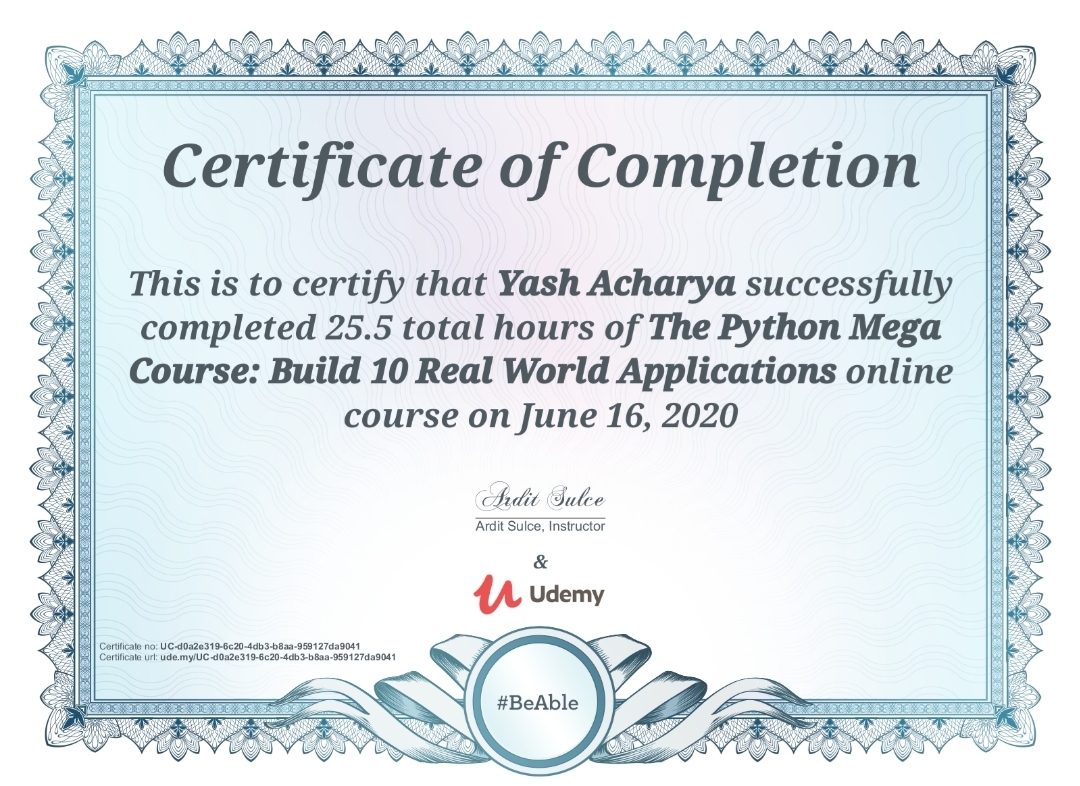 Certificate of Completion
This is to certify that Yash Acharya successfully
completed 25.5 total hours of The Python Mega
Course: Build 10 Real World Applications online
course on June 16, 2020
Ardit Sulce
Ardit Sulce, Instructor
&
Udemy
Certificate no: UC-d0a2e319-6c20-4db3-b8aa-959127da9041
Certificate url: ude.my/UC-d0a2e319-6c20-4db3-b8aa-959127da9041
#BeAble